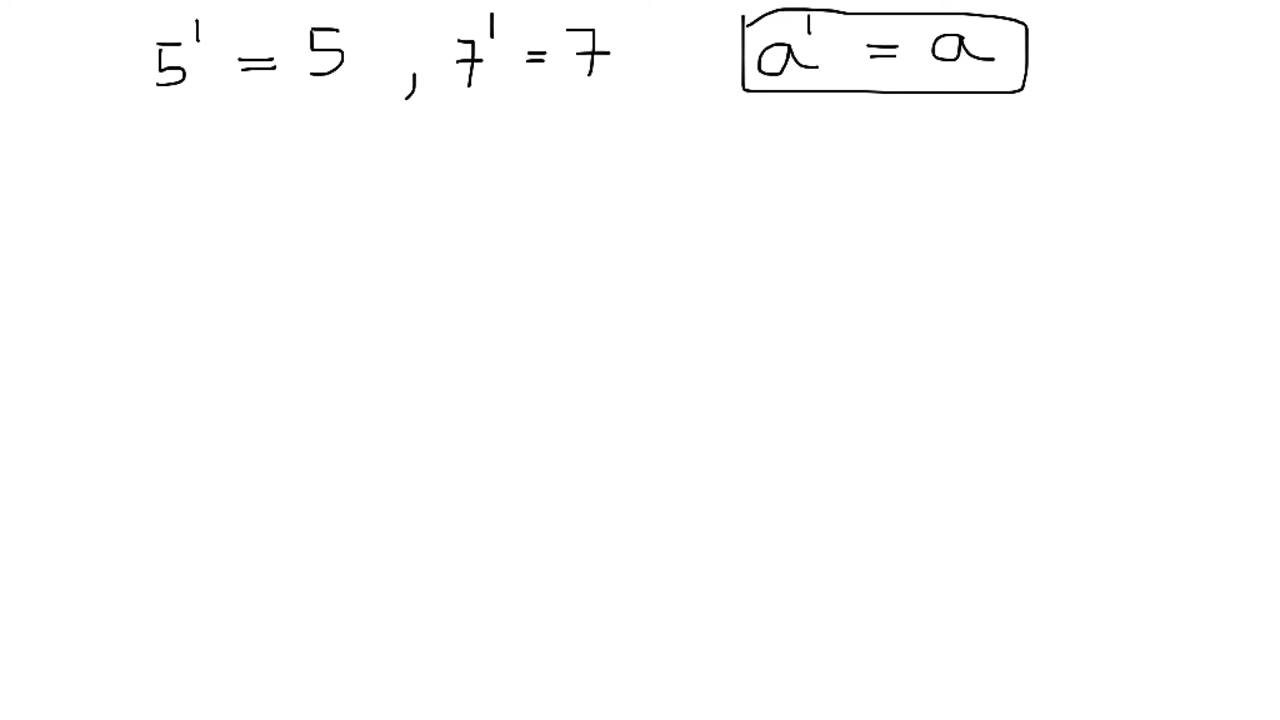 5¹ = 5 , 7¹ = 7 a¹ = a